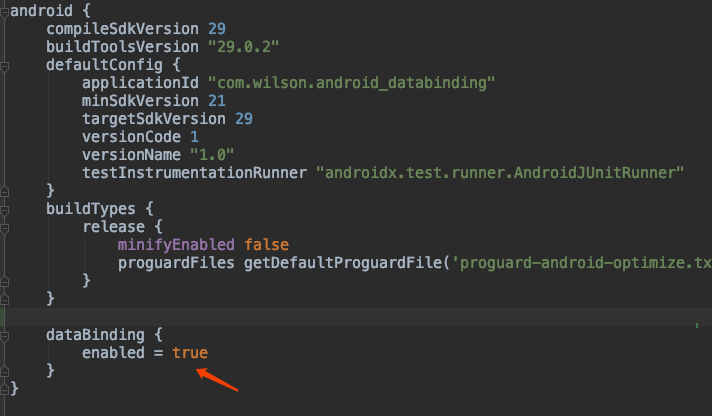 android {
compileSdkVersion 29
buildToolsVersion "29.0.2"
defaultConfig {
applicationId "com.wilson.android_databinding"
minSdkVersion 21
targetSdkVersion 29
versionCode 1
versionName "1.0"
testInstrumentationRunner "androidx.test.runner.AndroidJUnitRunner"
}
buildTypes {
release {
minifyEnabled false
proguardFiles getDefaultProguardFile('proguard-android-optimize.tx
}
}
dataBinding {
enabled = true
}
}